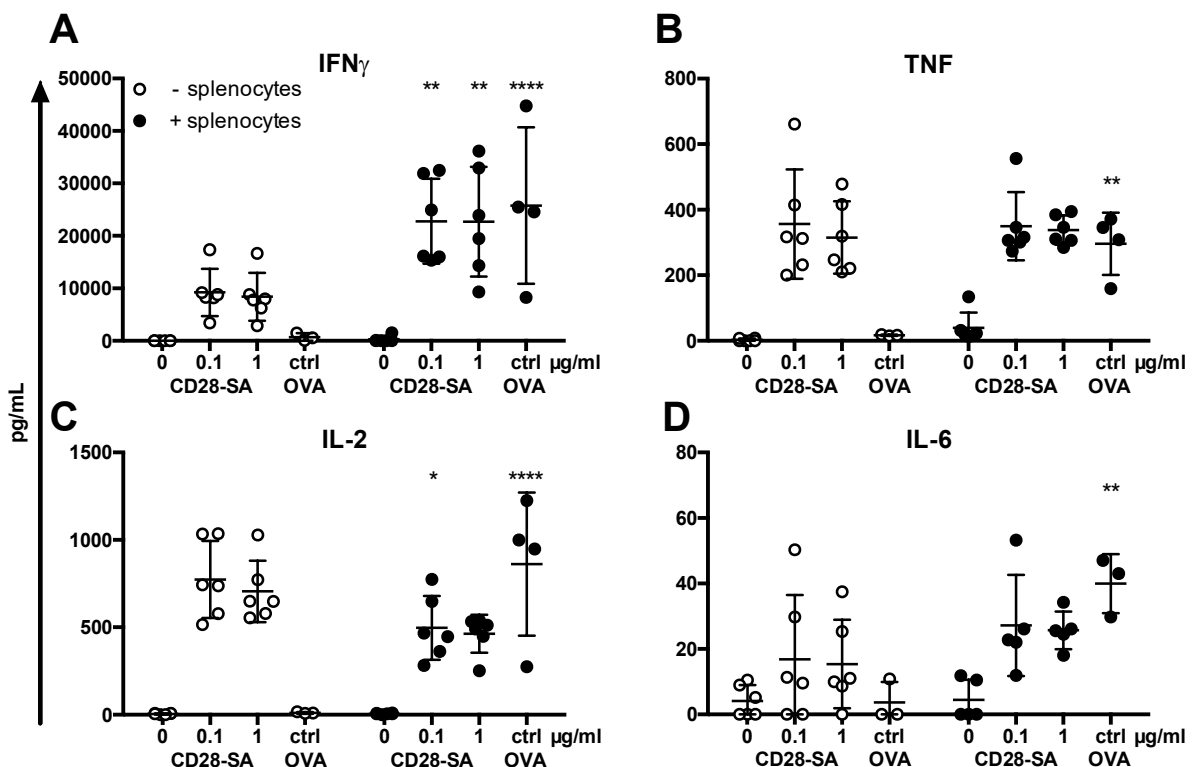 A
B
IFNγ
TNF
50000
40000
30000
20000
10000
0
- splenocytes
+ splenocytes
** ** ****
0 0.1 1 ctrl 0 0.1 1 ctrl µg/ml
CD28-SA OVA CD28-SA OVA
800
600
400
200
0
**
0 0.1 1 ctrl 0 0.1 1 ctrl µg/ml
CD28-SA OVA CD28-SA OVA
pg/mL
C
D
IL-2
IL-6
1500
1000
500
0
* ****
0 0.1 1 ctrl 0 0.1 1 ctrl µg/ml
CD28-SA OVA CD28-SA OVA
80
60
40
20
0
**
0 0.1 1 ctrl 0 0.1 1 ctrl µg/ml
CD28-SA OVA CD28-SA OVA